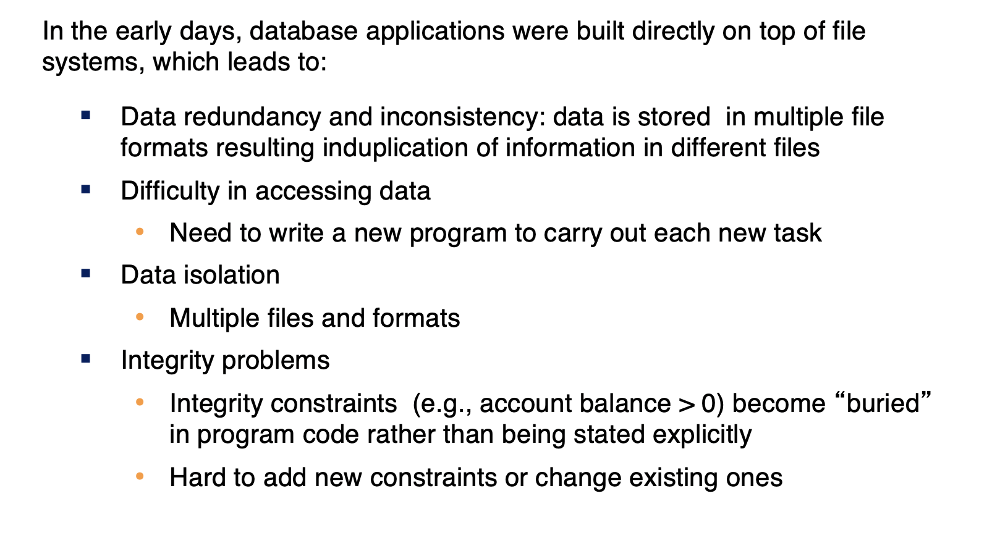 In the early days, database applications were built directly on top of file
systems, which leads to:
▪ Data redundancy and inconsistency: data is stored  in multiple file
formats resulting induplication of information in different files
▪ Difficulty in accessing data
• Need to write a new program to carry out each new task
▪ Data isolation
• Multiple files and formats
▪ Integrity problems
• Integrity constraints  (e.g., account balance > 0) become “buried”
in program code rather than being stated explicitly
• Hard to add new constraints or change existing ones